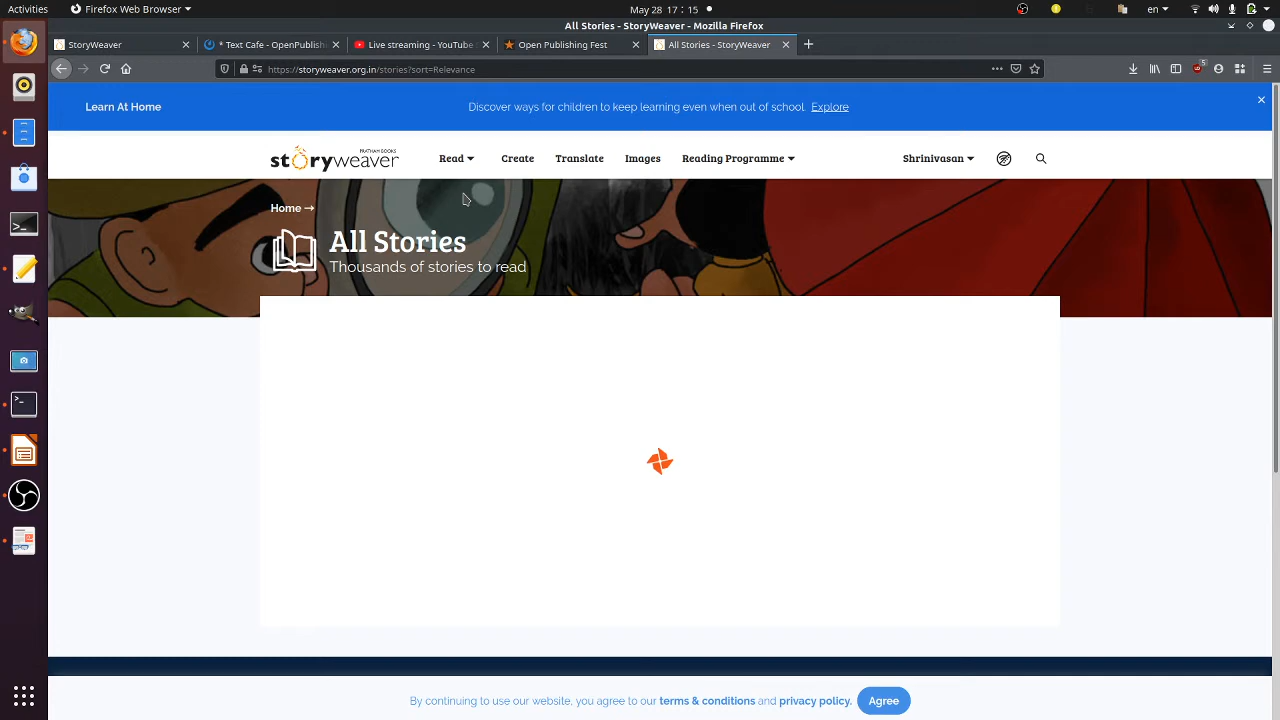 Activities
Firefox Web Browser
May 28 17:15
en
All Stories - StoryWeaver - Mozilla Firefox
StoryWeaver
* Text Cafe - OpenPublish
Live streaming - YouTube
Open Publishing Fest
All Stories - StoryWeaver
https://storyweaver.org.in/stories?sort=Relevance
5
Learn At Home
Discover ways for children to keep learning even when out of school. Explore
PRATHAM BOOKS
storyweaver
Read
Create
Translate
Images
Reading Programme
Shrinivasan
Home →
All Stories
Thousands of stories to read
By continuing to use our website, you agree to our terms & conditions and privacy policy.
Agree